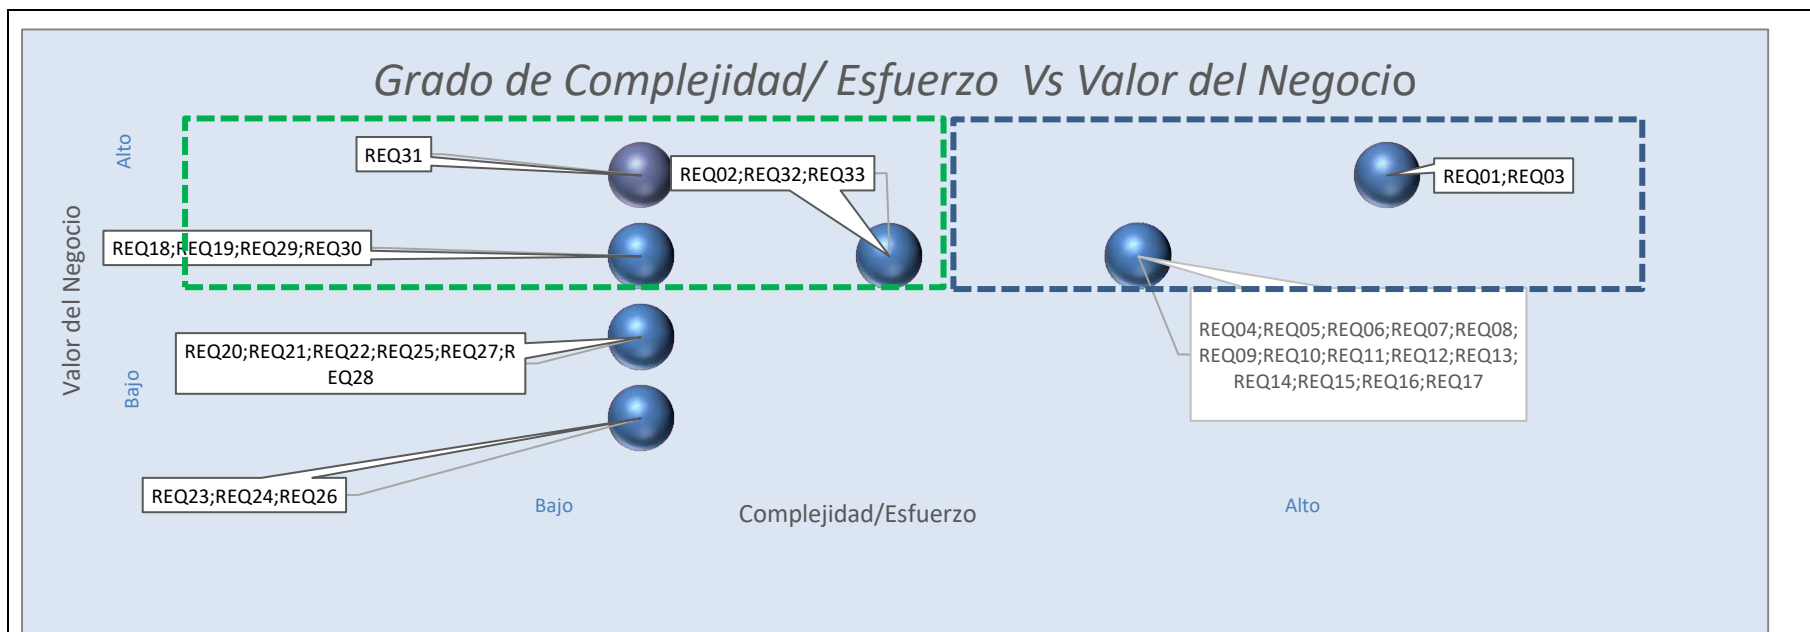 Grado de Complejidad/ Esfuerzo Vs Valor del Negocio
Alto
REQ31
REQ02;REQ32;REQ33
REQ01;REQ03
Valor del Negocio
REQ18;REQ19;REQ29;REQ30
REQ20;REQ21;REQ22;REQ25;REQ27;R
EQ28
REQ04;REQ05;REQ06;REQ07;REQ08;
REQ09;REQ10;REQ11;REQ12;REQ13;
REQ14;REQ15;REQ16;REQ17
Bajo
REQ23;REQ24;REQ26
Bajo
Complejidad/Esfuerzo
Alto